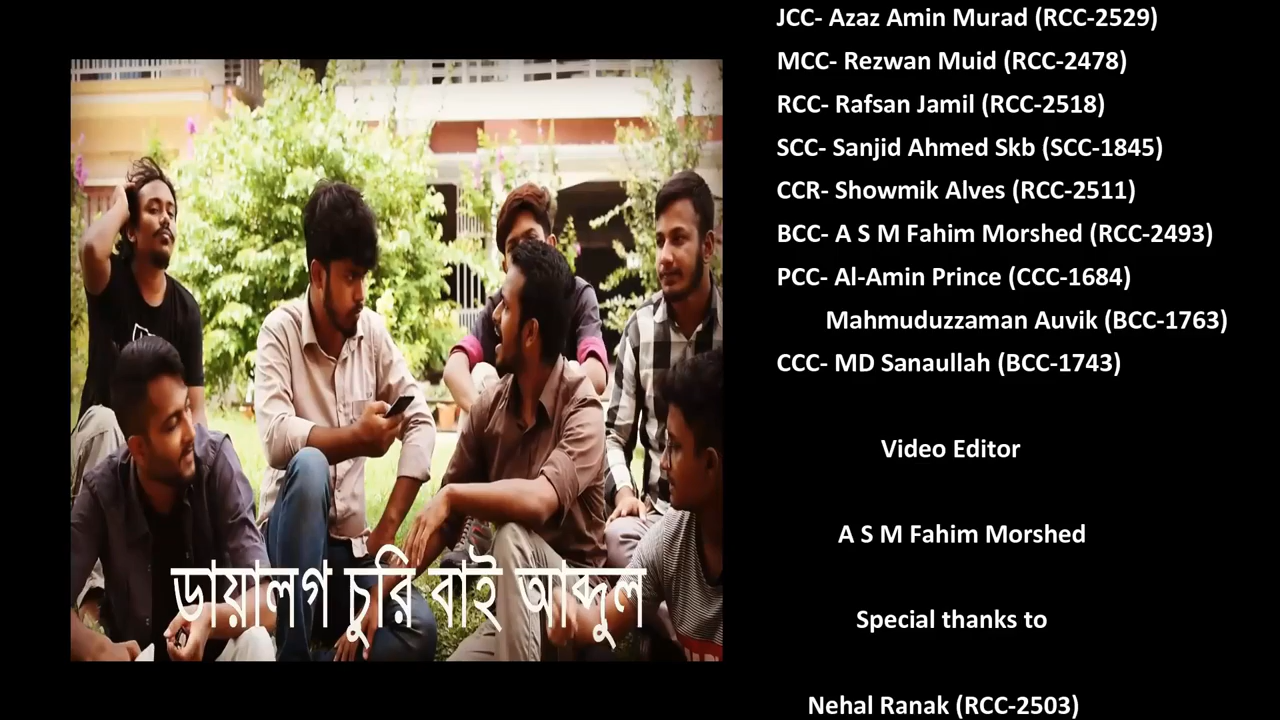 JCC- Azaz Amin Murad (RCC-2529)
MCC- Rezwan Muid (RCC-2478)
RCC- Rafsan Jamil (RCC-2518)
SCC- Sanjid Ahmed Skb (SCC-1845)
CCR- Showmik Alves (RCC-2511)
BCC- A S M Fahim Morshed (RCC-2493)
PCC- Al-Amin Prince (CCC-1684)
Mahmuduzzaman Auvik (BCC-1763)
CCC- MD Sanaullah (BCC-1743)
Video Editor
A S M Fahim Morshed
Special thanks to
Nehal Ranak (RCC-2503)
ডায়ালগ চুরি বাই আব্দুল